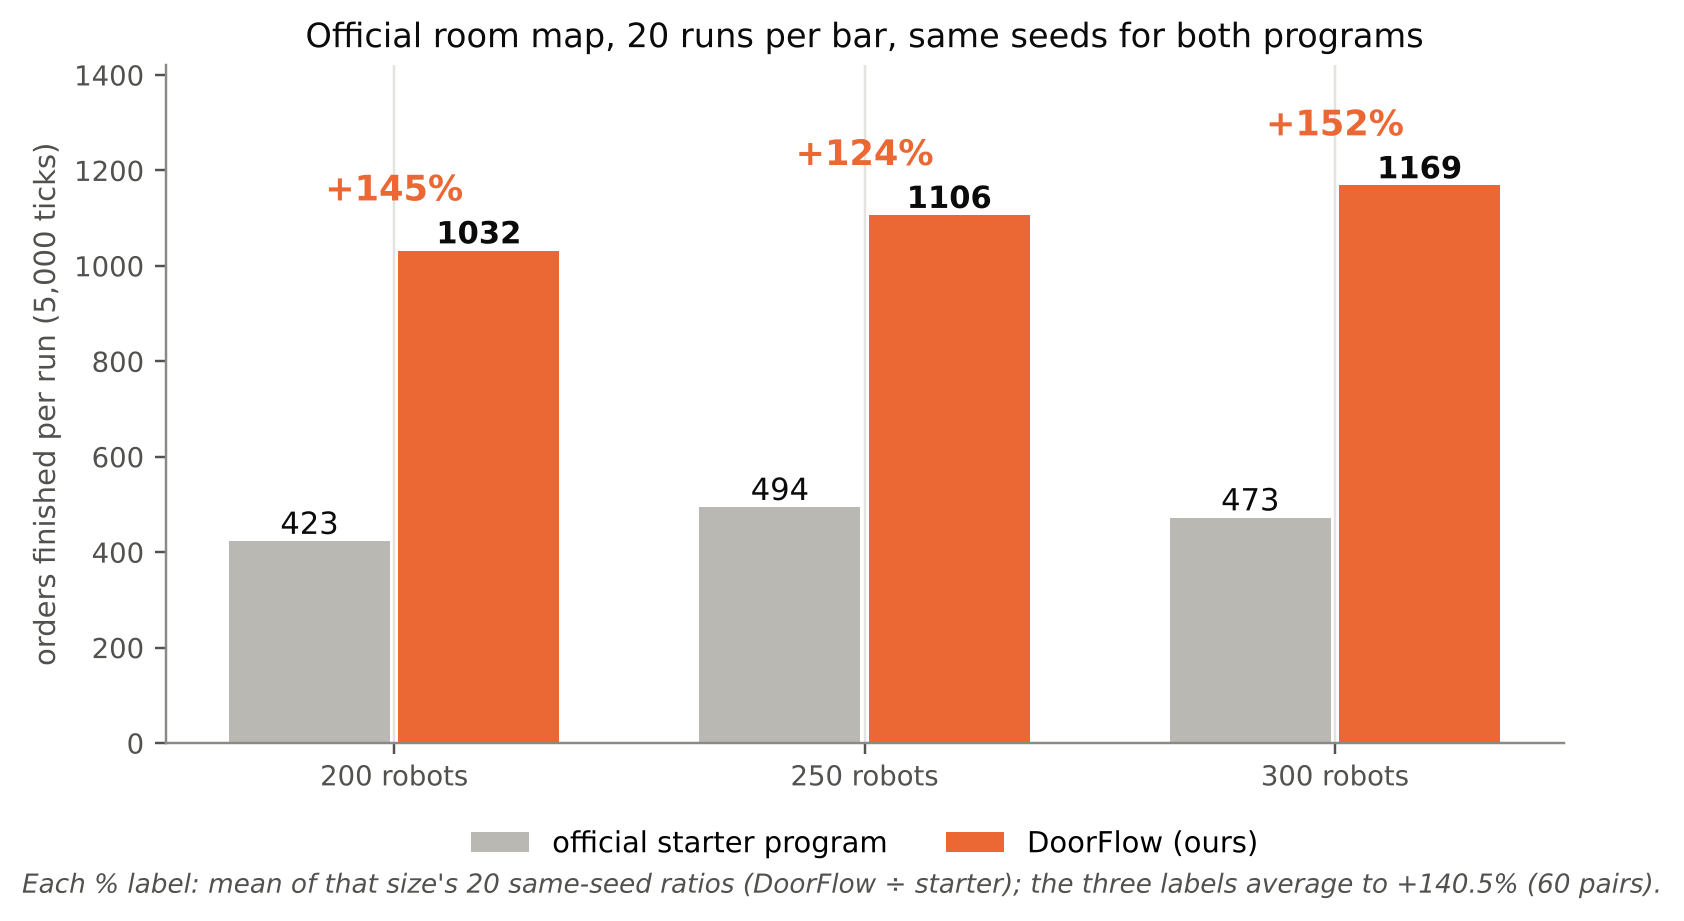 Official room map, 20 runs per bar, same seeds for both programs
orders finished per run (5,000 ticks)
1400
1200
1000
800
600
400
200
0
+145%
1032
423
+124%
1106
494
+152%
1169
473
200 robots
250 robots
300 robots
official starter program
DoorFlow (ours)
Each % label: mean of that size's 20 same-seed ratios (DoorFlow ÷ starter); the three labels average to +140.5% (60 pairs).